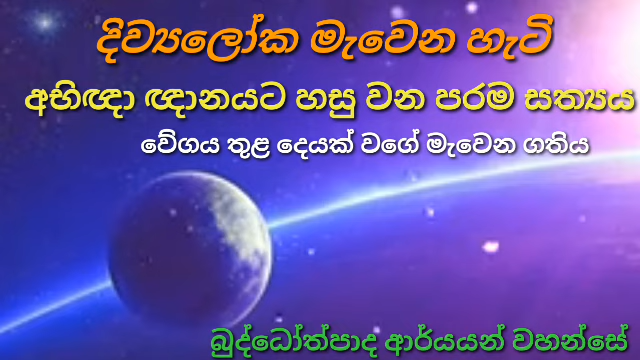 දිව්‍යලෝක මැවෙන හැටි
අභිඥා ඥානයට හසු වන පරම සත්‍යය
වේගය තුළ දෙයක් වගේ මැවෙන ගතිය
බුද්ධෝත්පාද ආර්යයන් වහන්සේ